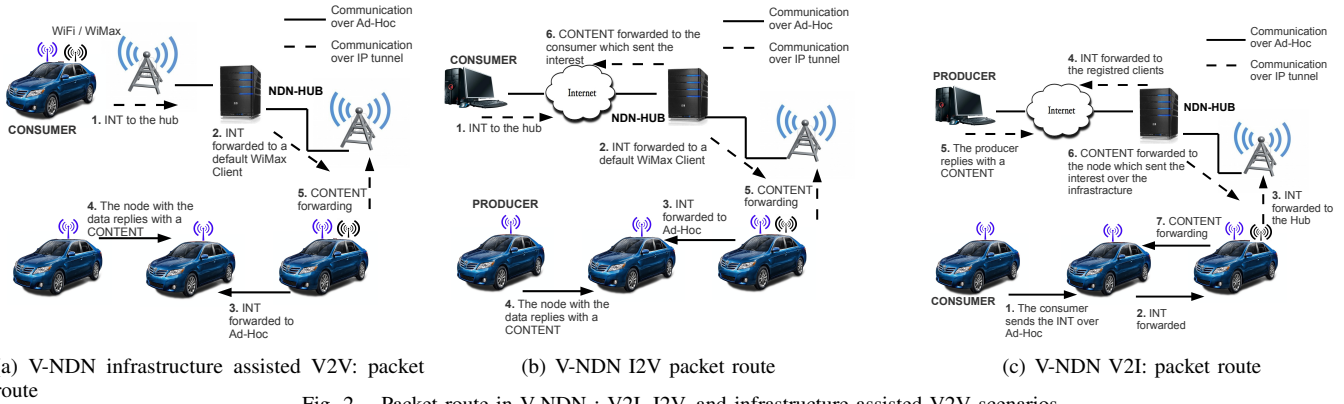 WiFi / WiMax
Communication
over Ad-Hoc
Communication
over IP tunnel
NDN-HUB
CONSUMER
1. INT to the hub
2. INT
forwarded to a
default WiMax
Client
5. CONTENT
forwarding
4. The node with the
data replies with a
CONTENT
3. INT
forwarded to
Ad-Hoc
(a) V-NDN infrastructure assisted V2V: packet
route
Communication
over Ad-Hoc
Communication
over IP tunnel
6. CONTENT forwarded to the
consumer which sent the
interest
CONSUMER
Internet
NDN-HUB
1. INT to the hub
2. INT forwarded to a
default WiMax Client
5. CONTENT
forwarding
PRODUCER
3. INT
forwarded to
Ad-Hoc
4. The node with the
data replies with a
CONTENT
(b) V-NDN I2V packet route
Communication
over Ad-Hoc
Communication
over IP tunnel
4. INT forwarded to
the registred clients
PRODUCER
Internet
NDN-HUB
5. The producer
replies with a
CONTENT
6. CONTENT forwarded to
the node which sent the
interest over the
infrastracture
3. INT
forwarded to
the Hub
7. CONTENT
forwarding
CONSUMER
1. The consumer
sends the INT over
Ad-Hoc
2. INT
forwarded
(c) V-NDN V2I: packet route
Fig. 2. Packet route in V-NDN : V2I, I2V, and infrastructure assisted V2V scenarios